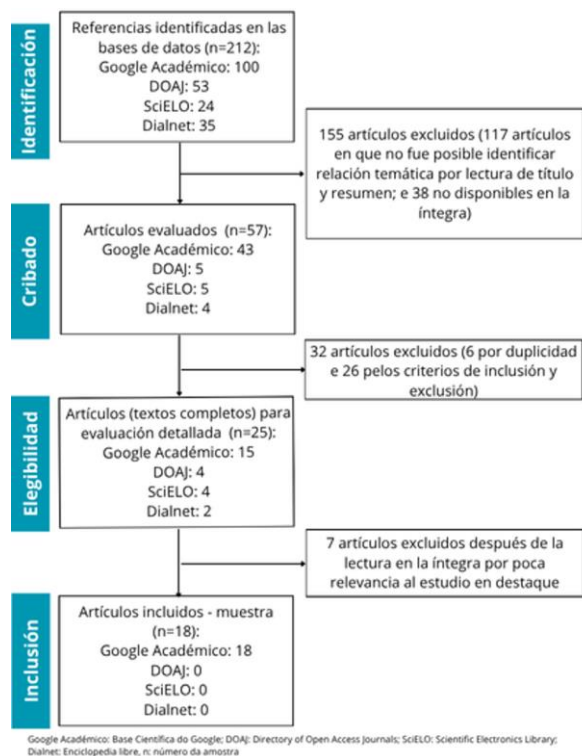 Identificación
Referencias identificadas en las
bases de datos (n=212):
Google Académico: 100
DOAJ: 53
SciELO: 24
Dialnet: 35
155 artículos excluidos (117 artículos
en que no fue posible identificar
relación temática por lectura de título
y resumen; e 38 no disponibles en la
íntegra)
Cribado
Artículos evaluados (n=57):
Google Académico: 43
DOAJ: 5
SciELO: 5
Dialnet: 4
32 artículos excluidos (6 por duplicidad
e 26 pelos criterios de inclusión y
exclusión)
Elegibilidad
Artículos (textos completos) para
evaluación detallada (n=25):
Google Académico: 15
DOAJ: 4
SciELO: 4
Dialnet: 2
7 artículos excluidos después de la
lectura en la íntegra por poca
relevancia al estudio en destaque
Inclusión
Artículos incluidos - muestra
(n=18):
Google Académico: 18
DOAJ: 0
SciELO: 0
Dialnet: 0
Google Académico: Base Científica do Google; DOAJ: Directory of Open Access Journals; SciELO: Scientific Electronics Library;
Dialnet: Enciclopedia libre, n: número da amostra